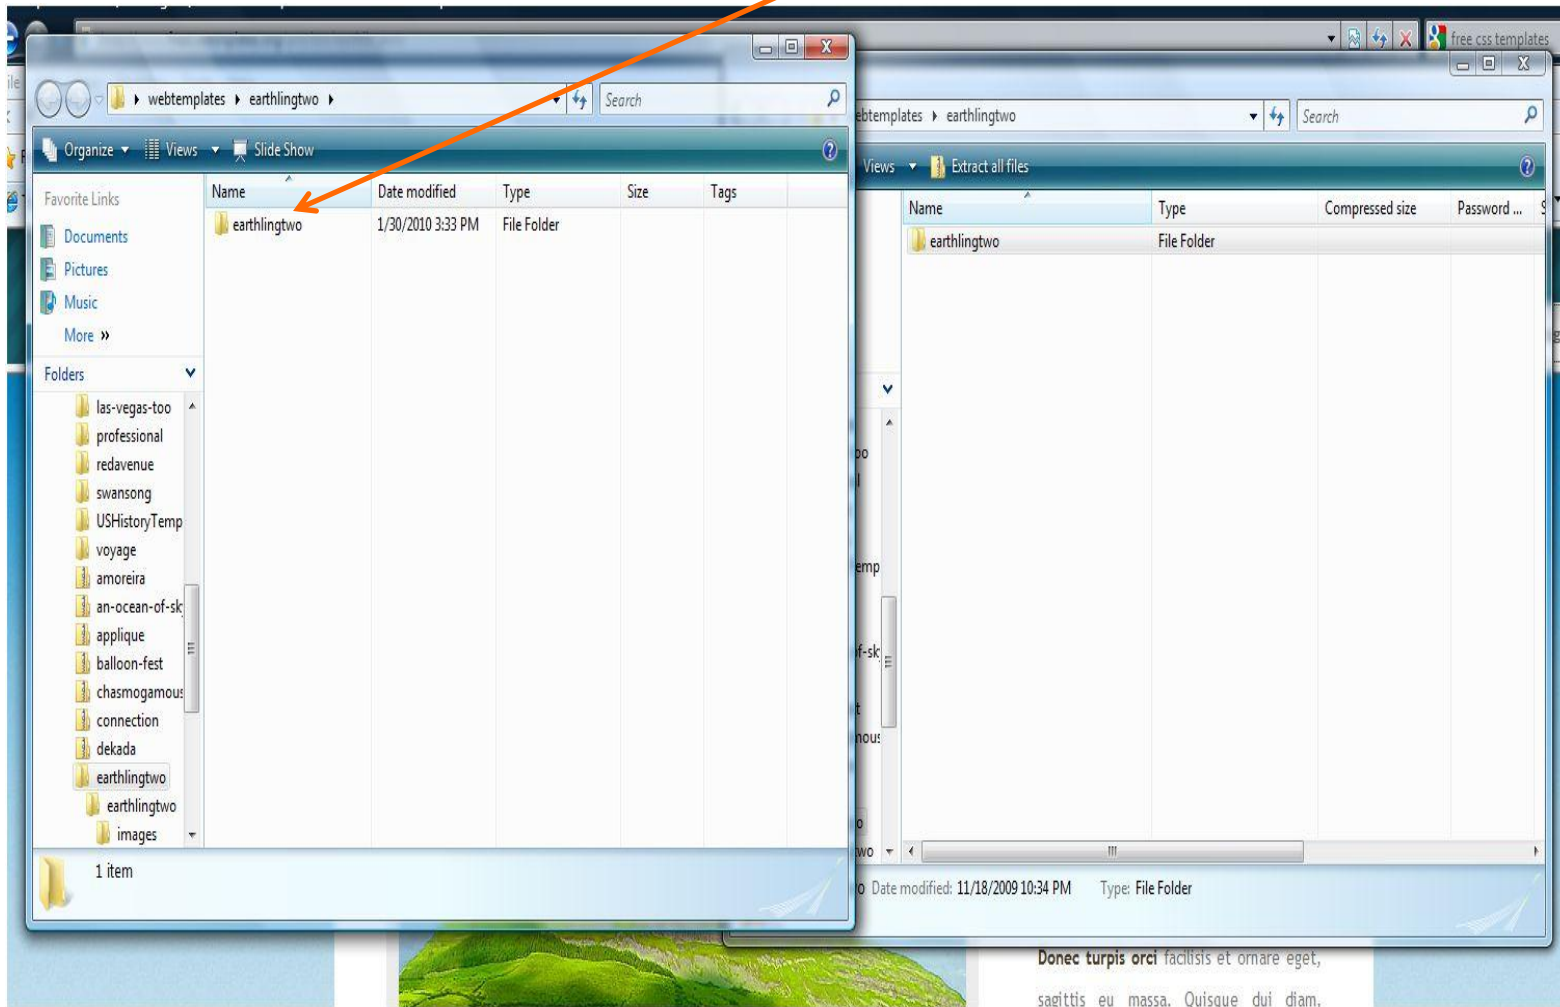 free css templates
webtemplates ▸ earthlingtwo ▸
Search
Organize Views Slide Show
Favorite Links
Documents
Pictures
Music
More »
Folders
las-vegas-too
professional
redavenue
swansong
USHistoryTemp
voyage
amoreira
an-ocean-of-sk
applique
balloon-fest
chasmogamous
connection
dekada
earthlingtwo
earthlingtwo
images
Name Date modified Type Size Tags
earthlingtwo 1/30/2010 3:33 PM File Folder
1 item
ebtemplates ▸ earthlingtwo
Search
Views Extract all files
Name Type Compressed size Password ...
earthlingtwo File Folder
emp
of-sk
nous
two
Date modified: 11/18/2009 10:34 PM Type: File Folder
Donec turpis orci facilisis et ornare eget,
sagittis eu massa. Quisque dui diam,